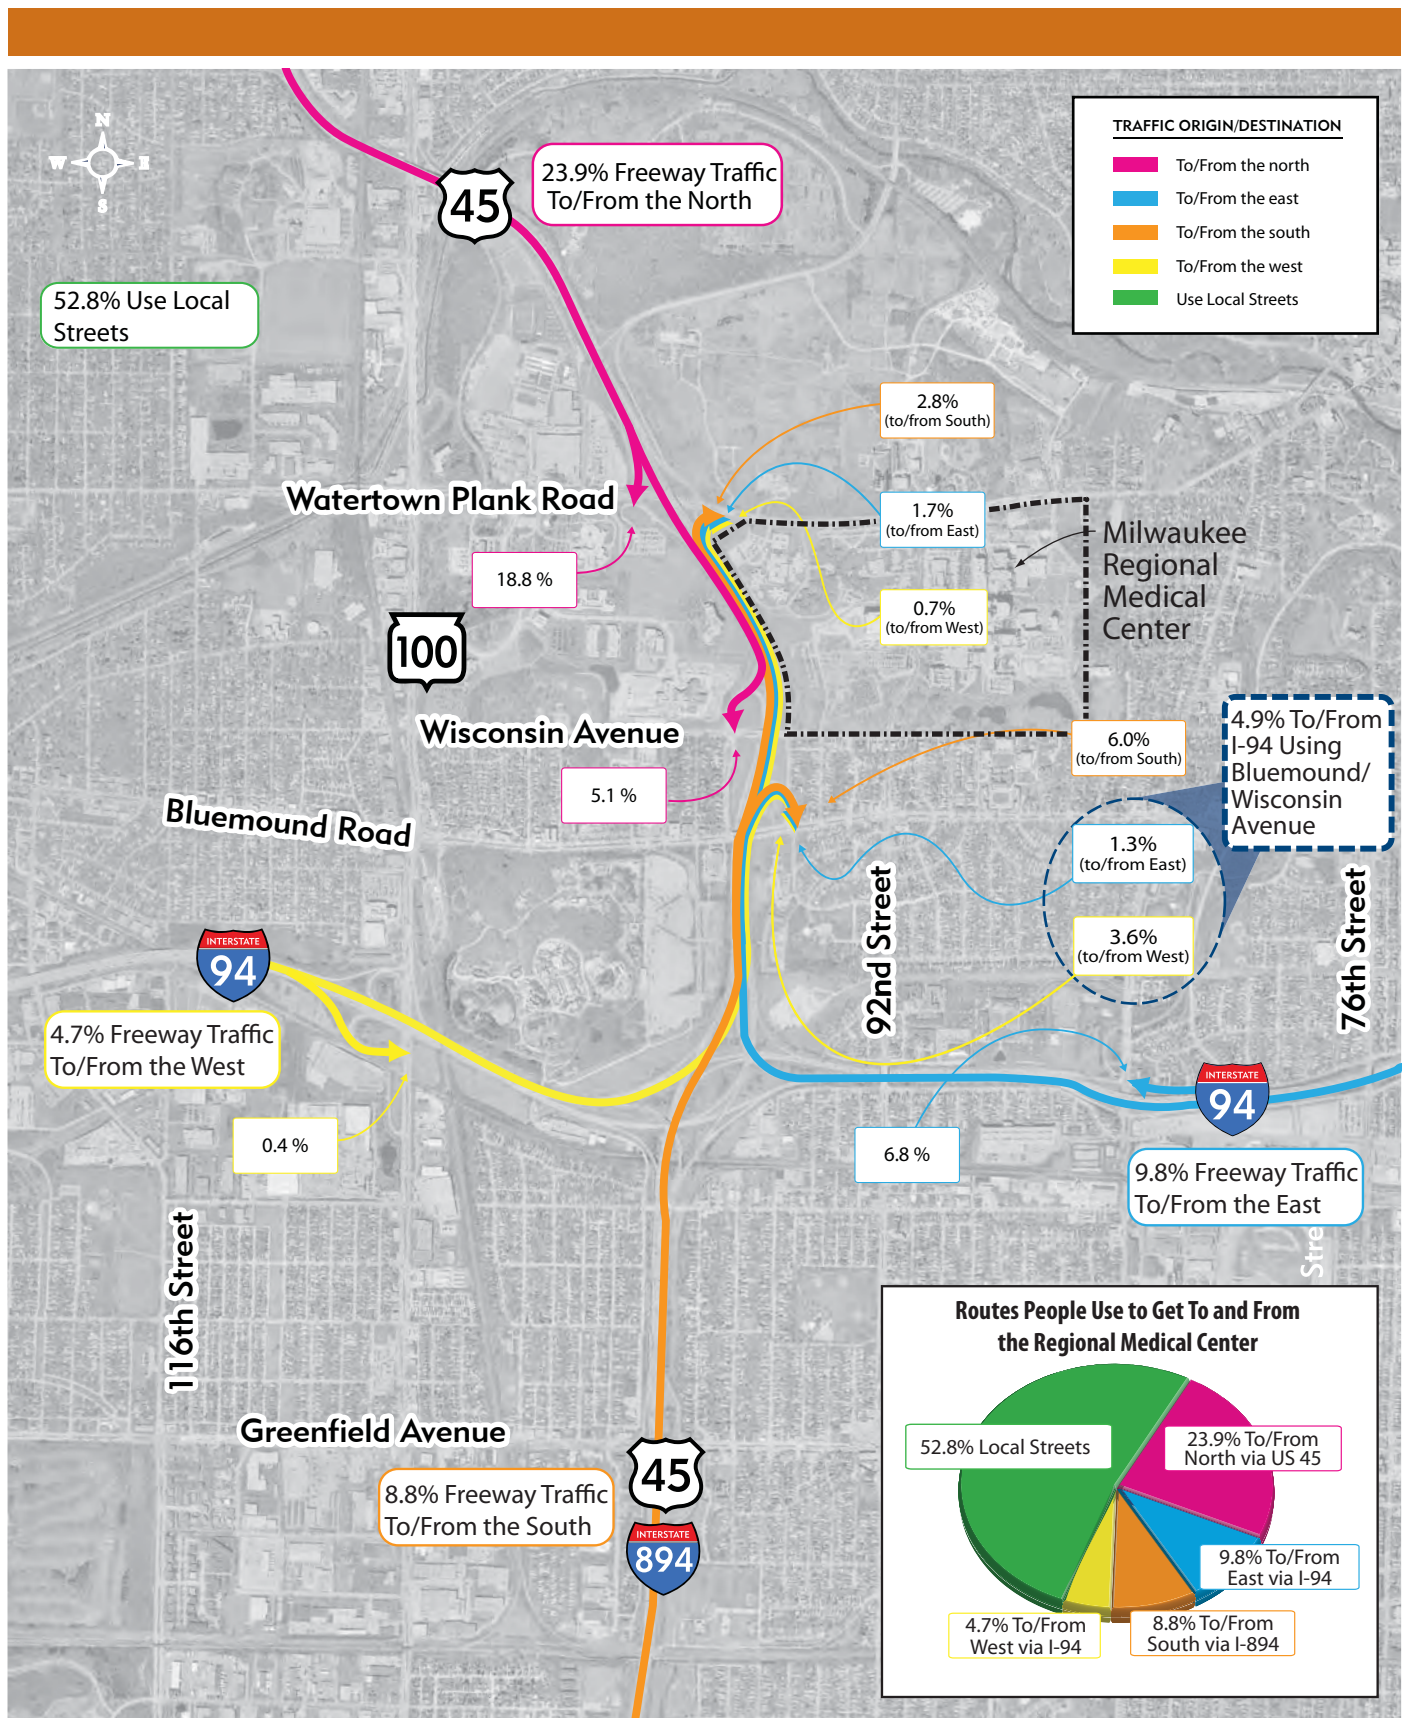 N
W E
S
45
23.9% Freeway Traffic
To/From the North
TRAFFIC ORIGIN/DESTINATION
To/From the north
To/From the east
To/From the south
To/From the west
Use Local Streets
52.8% Use Local
Streets
2.8%
(to/from South)
Watertown Plank Road
1.7%
(to/from East)
Milwaukee
Regional
Medical
Center
18.8 %
0.7%
(to/from West)
100
Wisconsin Avenue
6.0%
(to/from South)
4.9% To/From
I-94 Using
Bluemound/
Wisconsin
Avenue
5.1 %
Bluemound Road
1.3%
(to/from East)
92nd Street
76th Street
3.6%
(to/from West)
INTERSTATE
94
4.7% Freeway Traffic
To/From the West
INTERSTATE
94
0.4 %
6.8 %
9.8% Freeway Traffic
To/From the East
Stre
116th Street
Routes People Use to Get To and From
the Regional Medical Center
52.8% Local Streets
23.9% To/From
North via US 45
9.8% To/From
East via I-94
4.7% To/From
West via I-94
8.8% To/From
South via I-894
Greenfield Avenue
45
8.8% Freeway Traffic
To/From the South
INTERSTATE
894